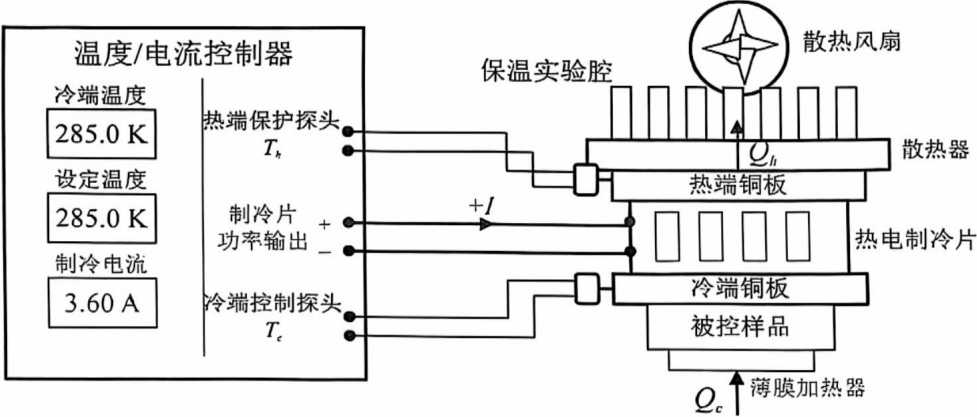 温度/电流控制器
冷端温度
285.0 K
设定温度
285.0 K
制冷电流
3.60 A
热端保护探头
Th
制冷片
功率输出
+
−
冷端控制探头
Tc
+I
保温实验腔
散热风扇
散热器
Qh
热端铜板
热电制冷片
冷端铜板
被控样品
薄膜加热器
Qc